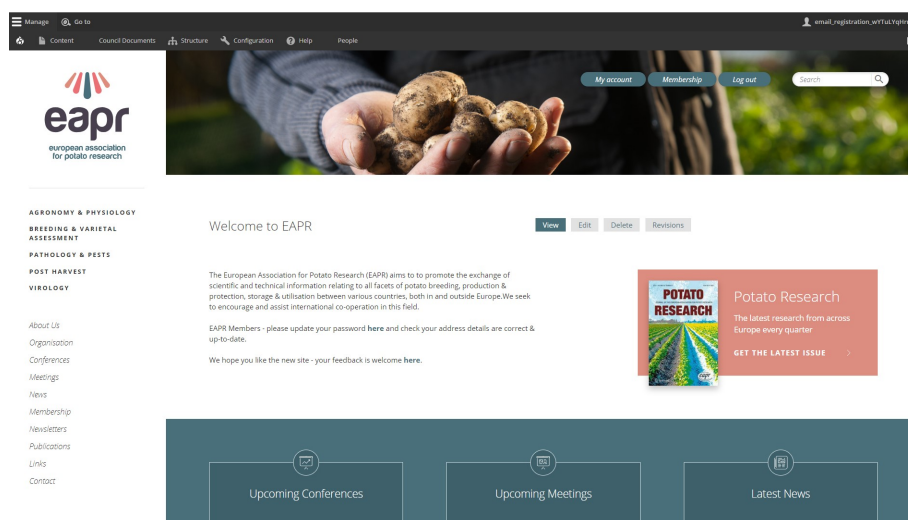 Manage
Go to
email_registration_wYTuLYqHn
Content
Council Documents
Structure
Configuration
Help
People
eapr
european association
for potato research
My account
Membership
Log out
Search
AGRONOMY & PHYSIOLOGY
BREEDING & VARIETAL
ASSESSMENT
PATHOLOGY & PESTS
POST HARVEST
VIROLOGY
About Us
Organisation
Conferences
Meetings
News
Membership
Newsletters
Publications
Links
Contact
Welcome to EAPR
View
Edit
Delete
Revisions
The European Association for Potato Research (EAPR) aims to to promote the exchange of
scientific and technical information relating to all facets of potato breeding, production &
protection, storage & utilisation between various countries, both in and outside Europe.We seek
to encourage and assist international co-operation in this field.
EAPR Members - please update your password here and check your address details are correct &
up-to-date.
We hope you like the new site - your feedback is welcome here.
POTATO
RESEARCH
Potato Research
The latest research from across
Europe every quarter
GET THE LATEST ISSUE
Upcoming Conferences
Upcoming Meetings
Latest News